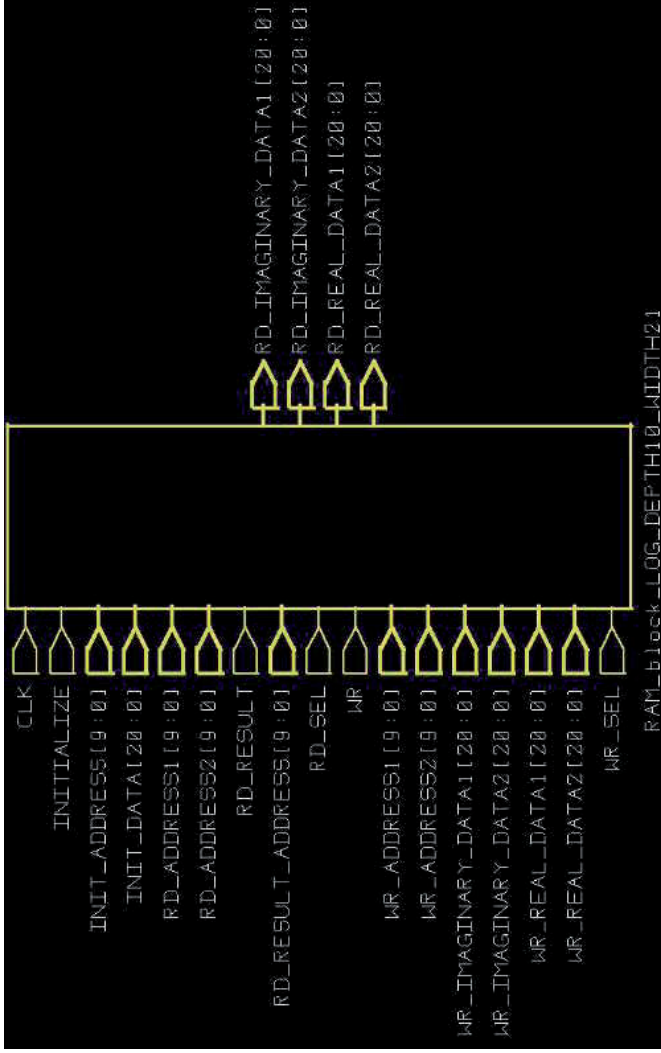 CLK
INITIALIZE
INIT_ADDRESS[9:0]
INIT_DATA[20:0]
RD_ADDRESS1[9:0]
RD_ADDRESS2[9:0]
RD_RESULT
RD_RESULT_ADDRESS[9:0]
RD_SEL
WR
WR_ADDRESS1[9:0]
WR_ADDRESS2[9:0]
WR_IMAGINARY_DATA1[20:0]
WR_IMAGINARY_DATA2[20:0]
WR_REAL_DATA1[20:0]
WR_REAL_DATA2[20:0]
WR_SEL
RD_IMAGINARY_DATA1[20:0]
RD_IMAGINARY_DATA2[20:0]
RD_REAL_DATA1[20:0]
RD_REAL_DATA2[20:0]
RAM_block_LOG_DEPTH10_WIDTH21